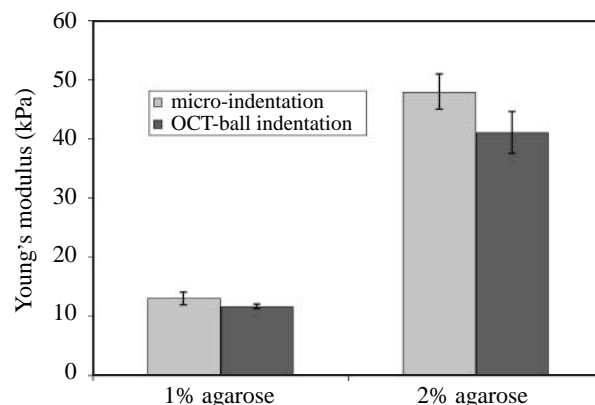 60
50
40
30
20
10
0
Young's modulus (kPa)
micro-indentation
OCT-ball indentation
1% agarose
2% agarose